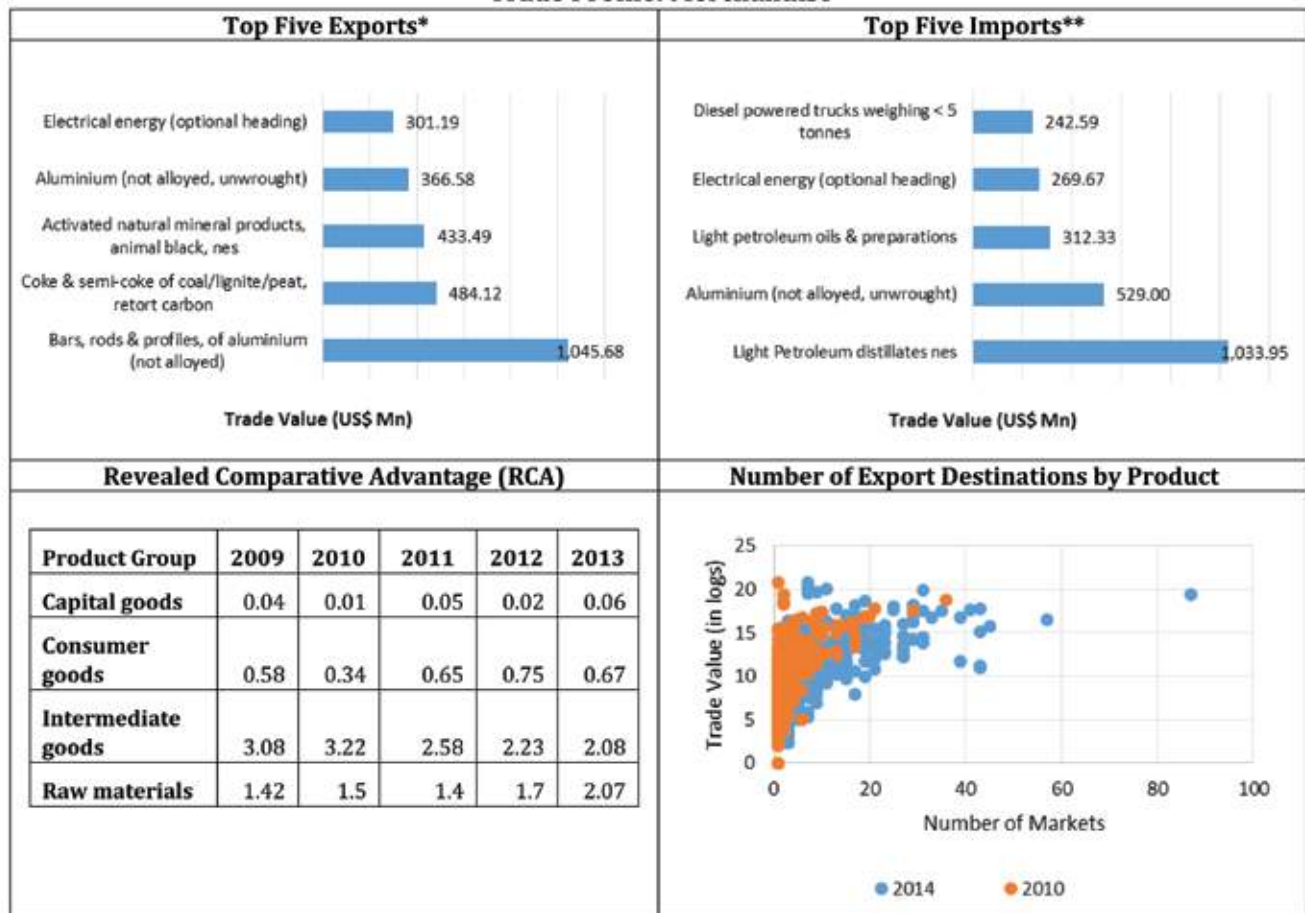 Top Five Exports*
Electrical energy (optional heading)
301.19
Aluminium (not alloyed, unwrought)
366.58
Activated natural mineral products,
animal black, nes
433.49
Coke & semi-coke of coal/lignite/peat,
retort carbon
484.12
Bars, rods & profiles, of aluminium
(not alloyed)
1,045.68
Trade Value (US$ Mn)
Top Five Imports**
Diesel powered trucks weighing < 5
tonnes
242.59
Electrical energy (optional heading)
269.67
Light petroleum oils & preparations
312.33
Aluminium (not alloyed, unwrought)
529.00
Light Petroleum distillates nes
1,033.95
Trade Value (US$ Mn)
Revealed Comparative Advantage (RCA)
Product Group 2009 2010 2011 2012 2013
Capital goods 0.04 0.01 0.05 0.02 0.06
Consumer
goods 0.58 0.34 0.65 0.75 0.67
Intermediate
goods 3.08 3.22 2.58 2.23 2.08
Raw materials 1.42 1.5 1.4 1.7 2.07
Number of Export Destinations by Product
Trade Value (in logs)
25
20
15
10
5
0
0 20 40 60 80 100
Number of Markets
2014 2010